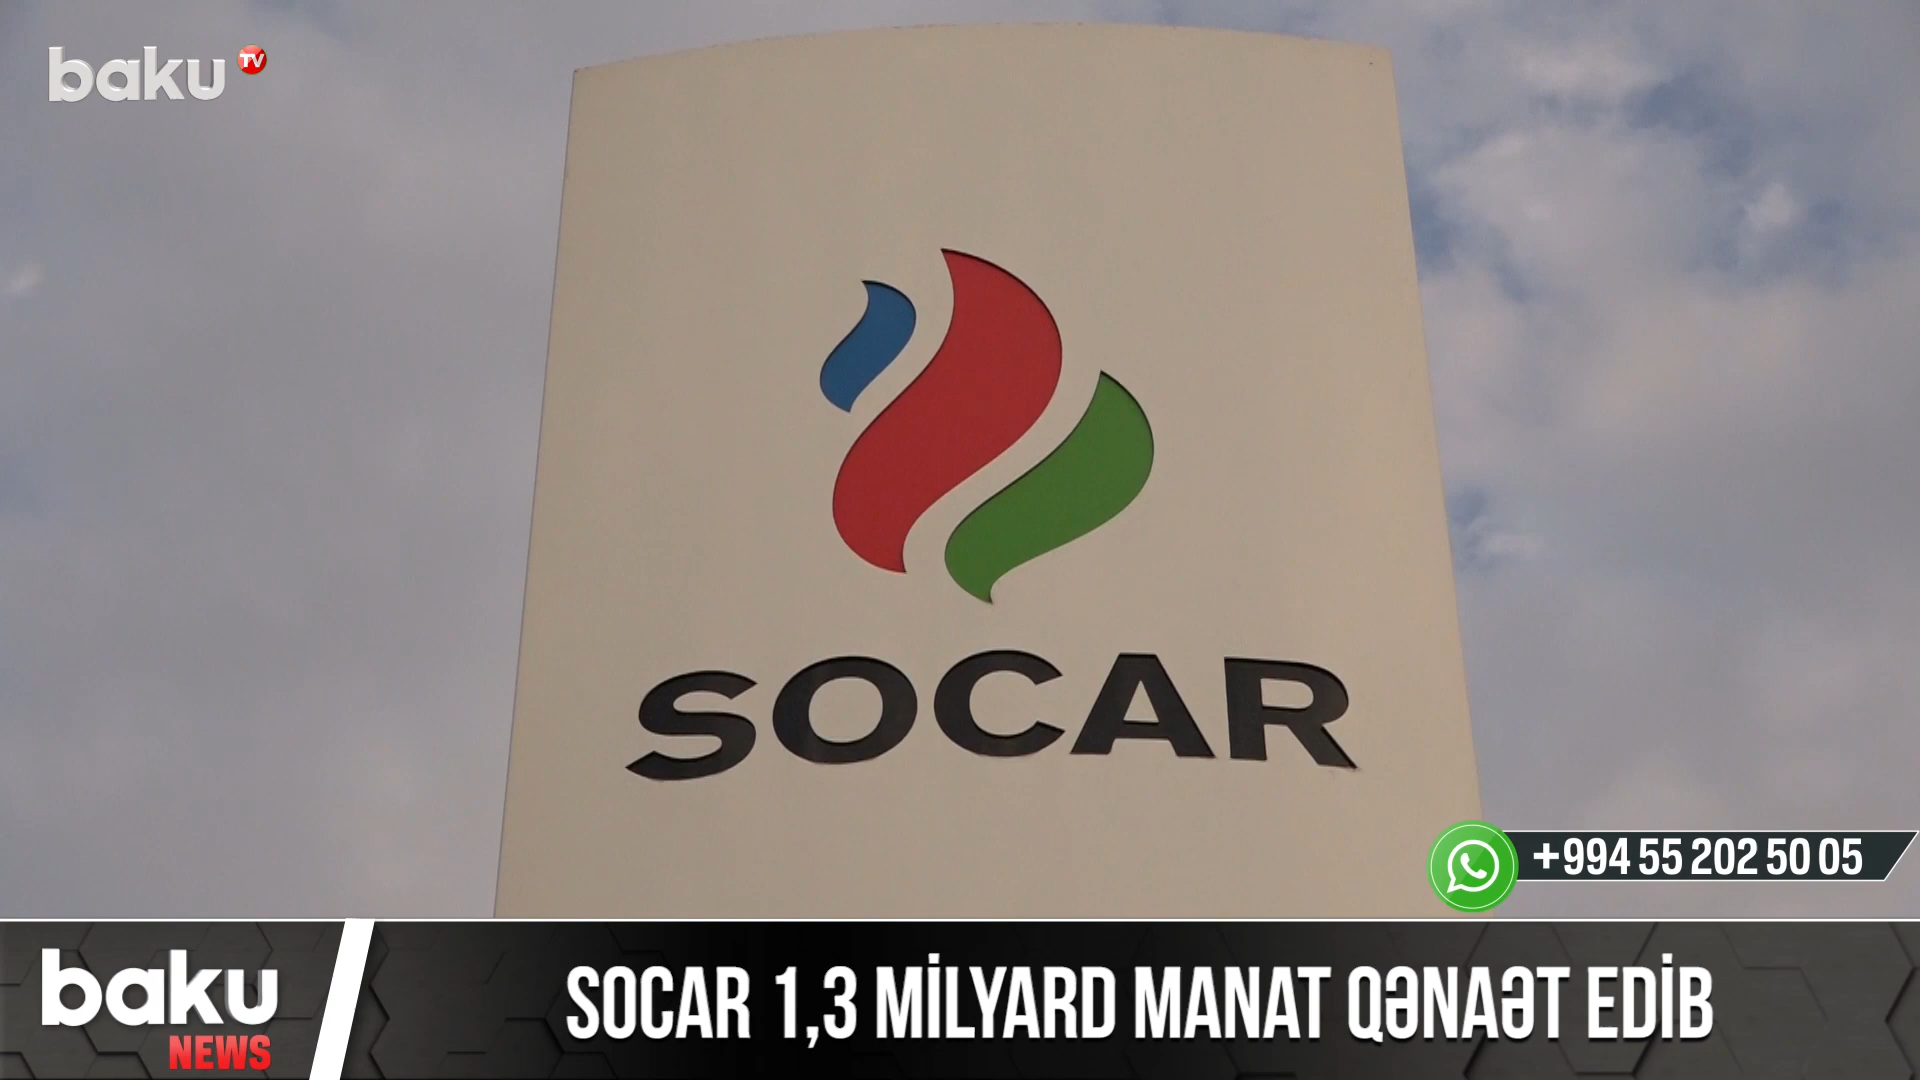 baku TV
SOCAR
+994 55 202 50 05
baku
NEWS
SOCAR 1,3 MİLYARD MANAT QƏNAƏT EDİB